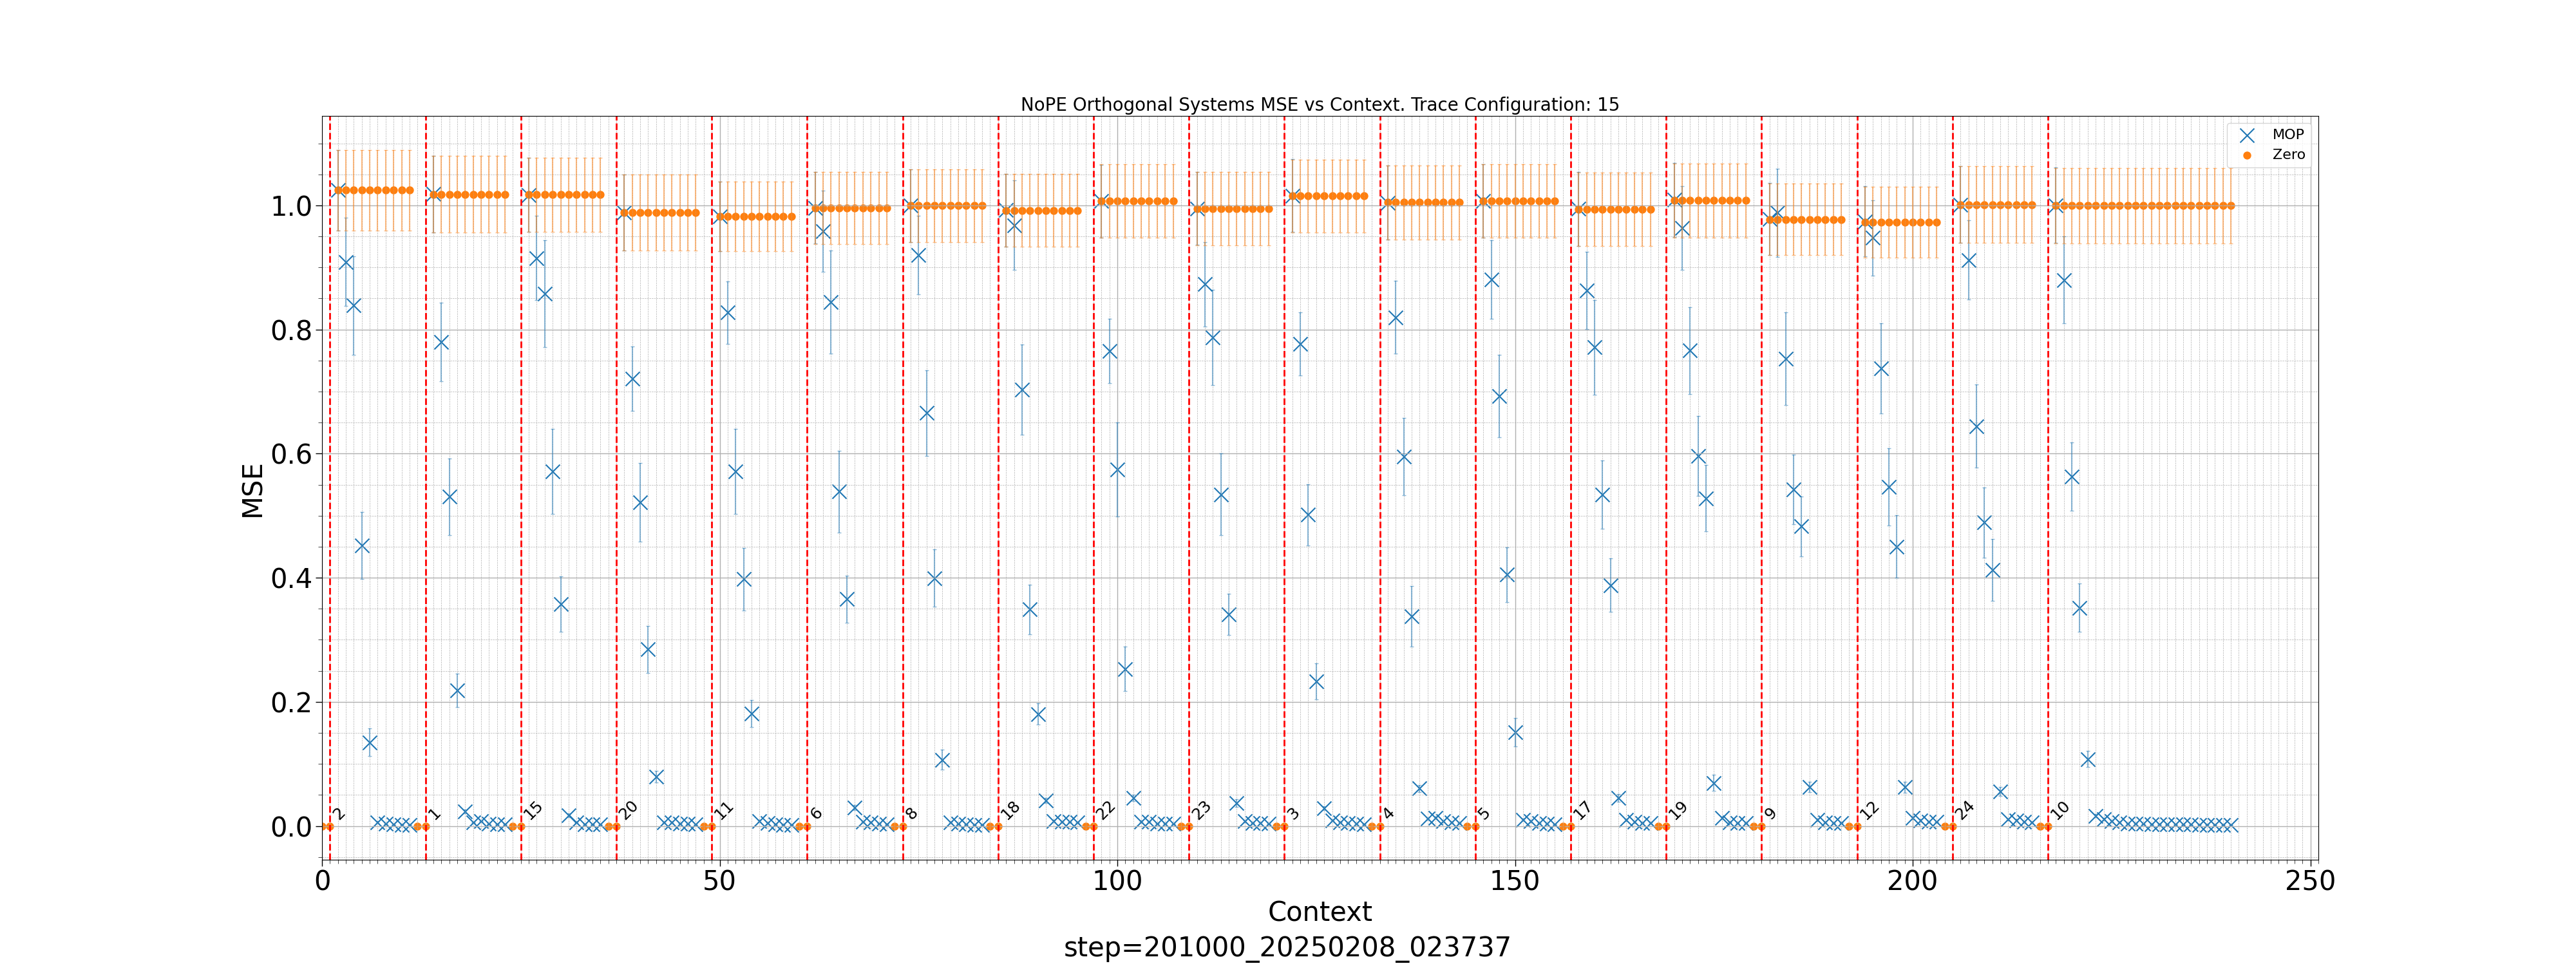 NoPE Orthogonal Systems MSE vs Context. Trace Configuration: 15
MOP
Zero
MSE
1.0
0.8
0.6
0.4
0.2
0.0
2 1 15 20 11 6 8 18 22 23 3 4 5 17 19 9 12 24 10
0 50 100 150 200 250
Context
step=201000_20250208_023737